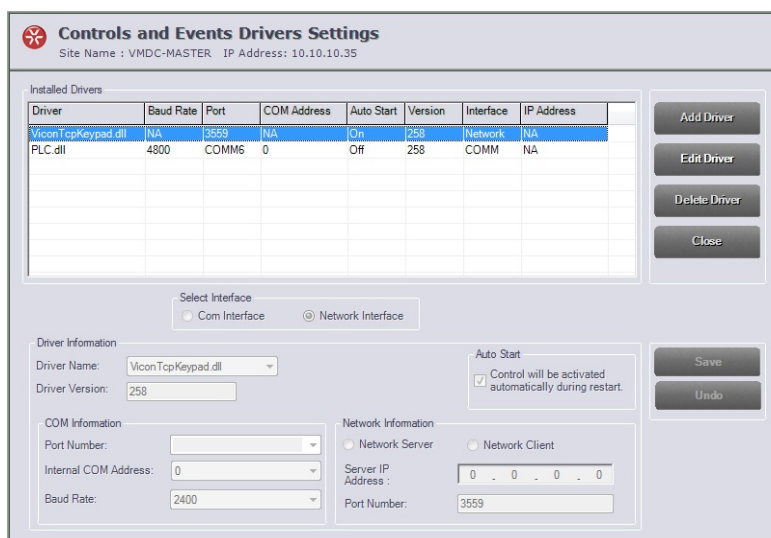 Controls and Events Drivers Settings
Site Name : VMDC-MASTER IP Address: 10.10.10.35
Installed Drivers
Driver Baud Rate Port COM Address Auto Start Version Interface IP Address
ViconTcpKeypad.dll NA 3559 NA On 258 Network NA
PLC.dll 4800 COMM6 0 Off 258 COMM NA
Add Driver
Edit Driver
Delete Driver
Close
Select Interface
Com Interface Network Interface
Driver Information
Driver Name: ViconTcpKeypad.dll
Driver Version: 258
Auto Start
Control will be activated
automatically during restart.
Save
Undo
COM Information
Port Number:
Internal COM Address: 0
Baud Rate: 2400
Network Information
Network Server Network Client
Server IP
Address : 0 . 0 . 0 . 0
Port Number: 3559